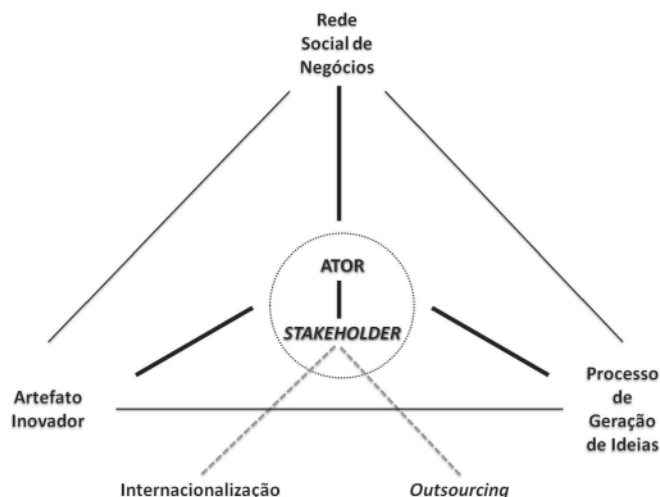 Rede
Social de
Negócios
ATOR
STAKEHOLDER
Artefato
Inovador
Processo
de
Geração
de Ideias
Internacionalização
Outsourcing